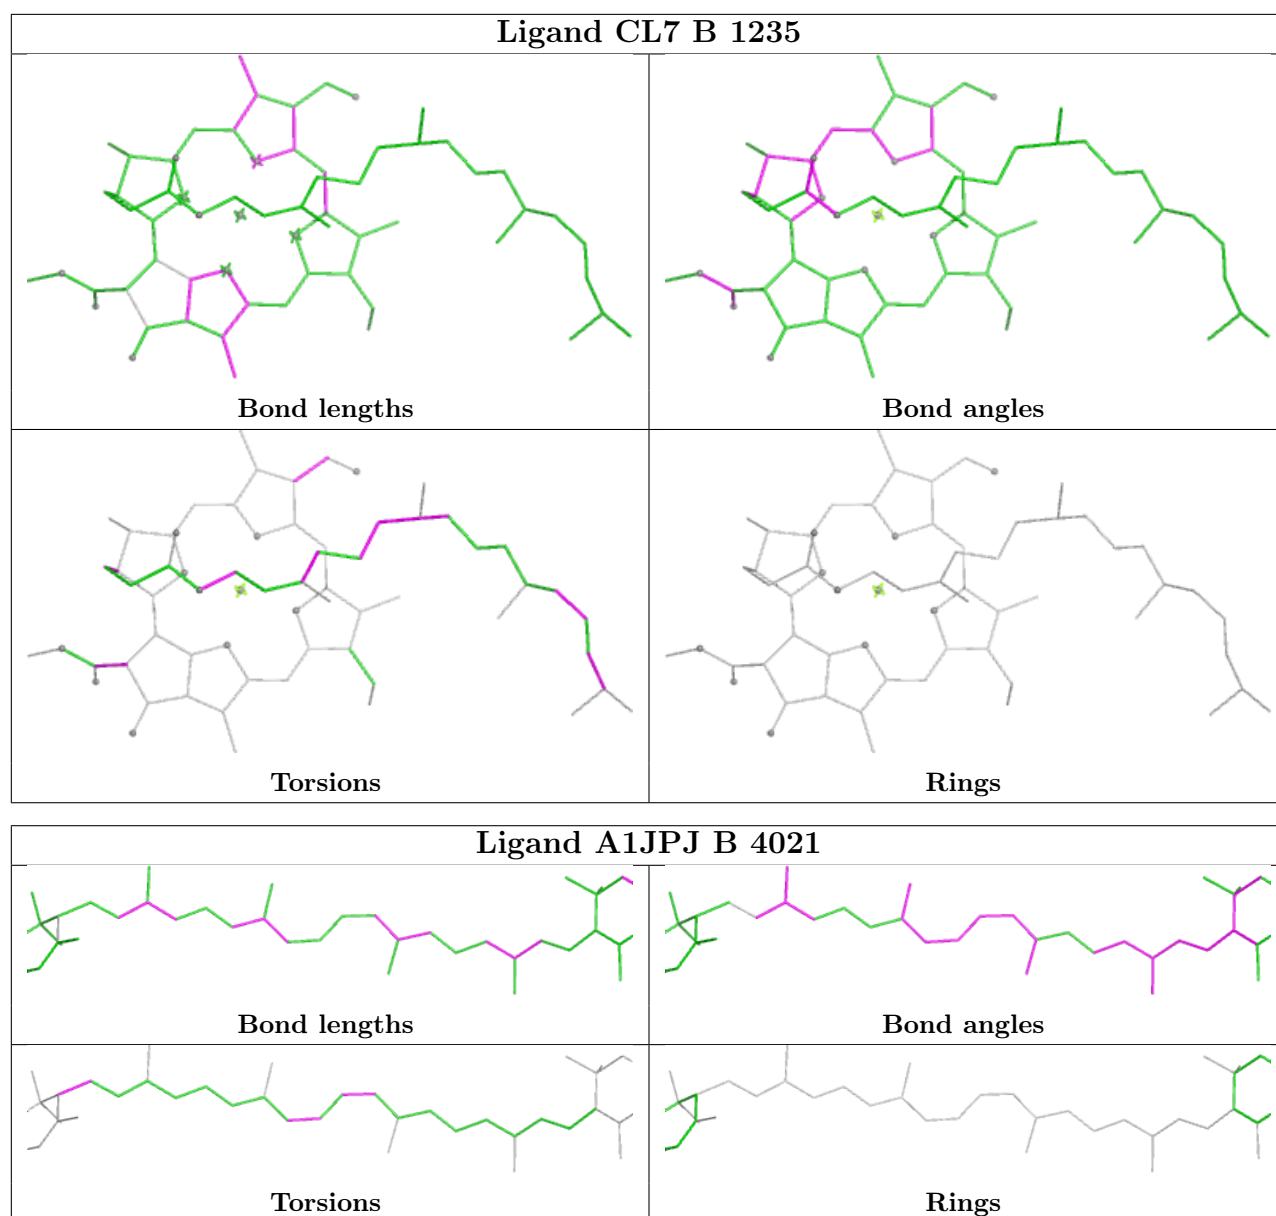 Ligand CL7 B 1235
Bond lengths
Bond angles
Torsions
Rings
Ligand A1JPJ B 4021
Bond lengths
Bond angles
Torsions
Rings